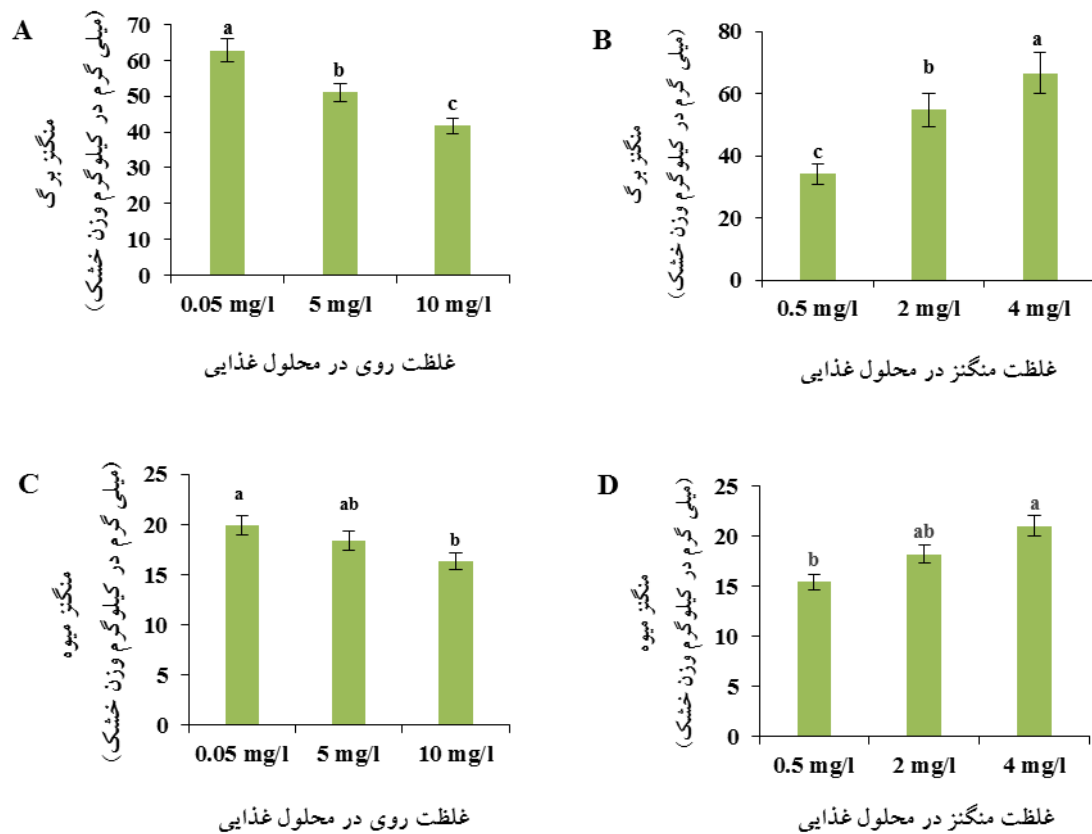 A
منگنز برگ
(میلی گرم در کیلوگرم وزن خشک)
70
60
50
40
30
20
10
0
a
b
c
0.05 mg/l 5 mg/l 10 mg/l
غلظت روی در محلول غذایی
B
منگنز برگ
(میلی گرم در کیلوگرم وزن خشک)
80
60
40
20
0
c
b
a
0.5 mg/l 2 mg/l 4 mg/l
غلظت منگنز در محلول غذایی
C
منگنز میوه
(میلی گرم در کیلوگرم وزن خشک)
25
20
15
10
5
0
a
ab
b
0.05 mg/l 5 mg/l 10 mg/l
غلظت روی در محلول غذایی
D
منگنز میوه
(میلی گرم در کیلوگرم وزن خشک)
25
20
15
10
5
0
b
ab
a
0.5 mg/l 2 mg/l 4 mg/l
غلظت منگنز در محلول غذایی